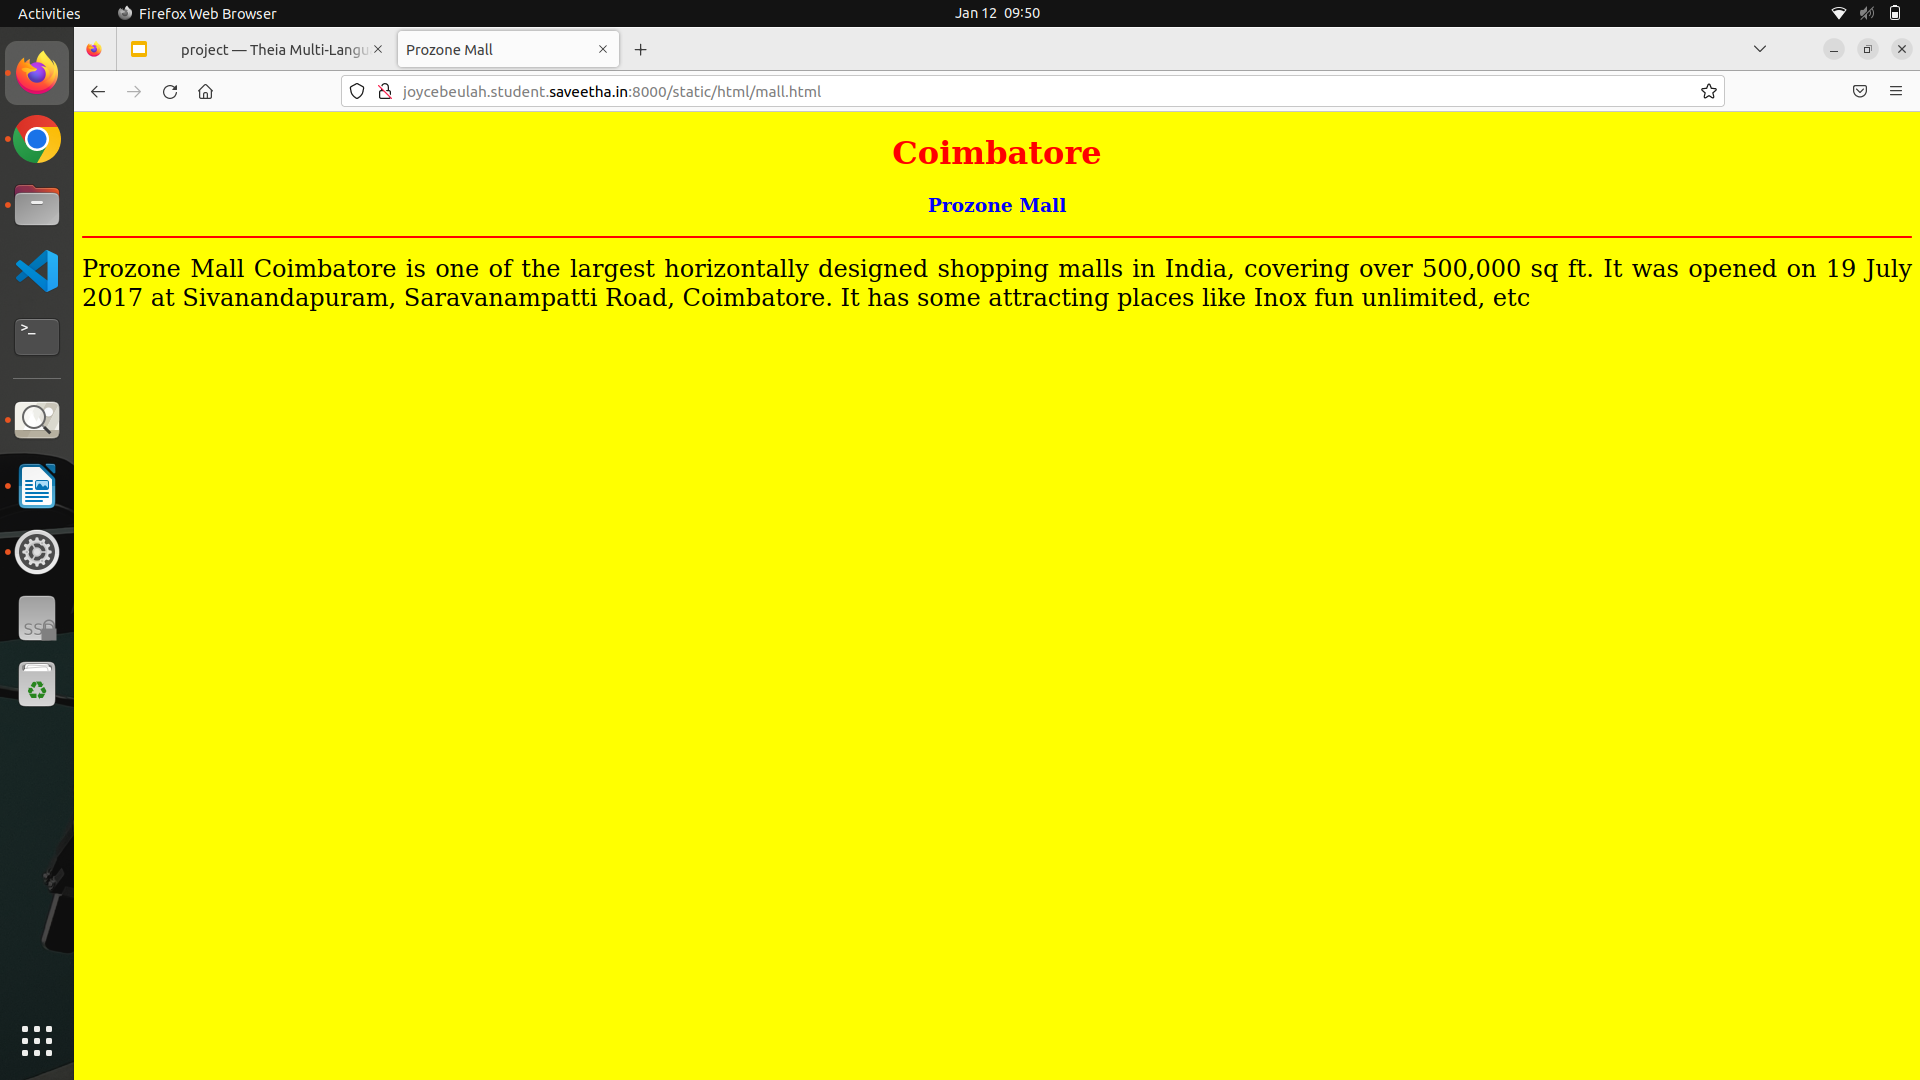 Activities
Firefox Web Browser
Jan 12 09:50
project — Theia Multi-Langu
Prozone Mall
joycebeulah.student.saveetha.in:8000/static/html/mall.html
Coimbatore
Prozone Mall
Prozone Mall Coimbatore is one of the largest horizontally designed shopping malls in India, covering over 500,000 sq ft. It was opened on 19 July
2017 at Sivanandapuram, Saravanampatti Road, Coimbatore. It has some attracting places like Inox fun unlimited, etc
>_